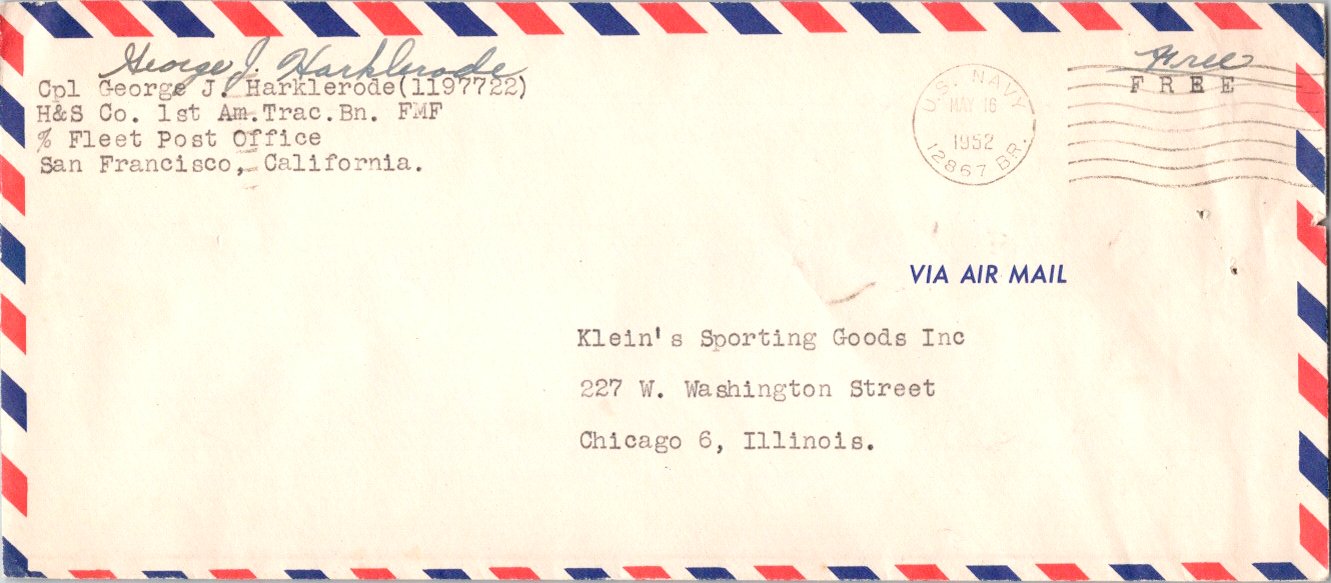 George J. Harklerode
Cpl George J. Harklerode(1197722)
H&S Co. 1st Am.Trac.Bn. FMF
% Fleet Post Office
San Francisco, California.
U.S. NAVY
MAY 16
1952
12867 BR.
Free
FREE
VIA AIR MAIL
Klein's Sporting Goods Inc
227 W. Washington Street
Chicago 6, Illinois.